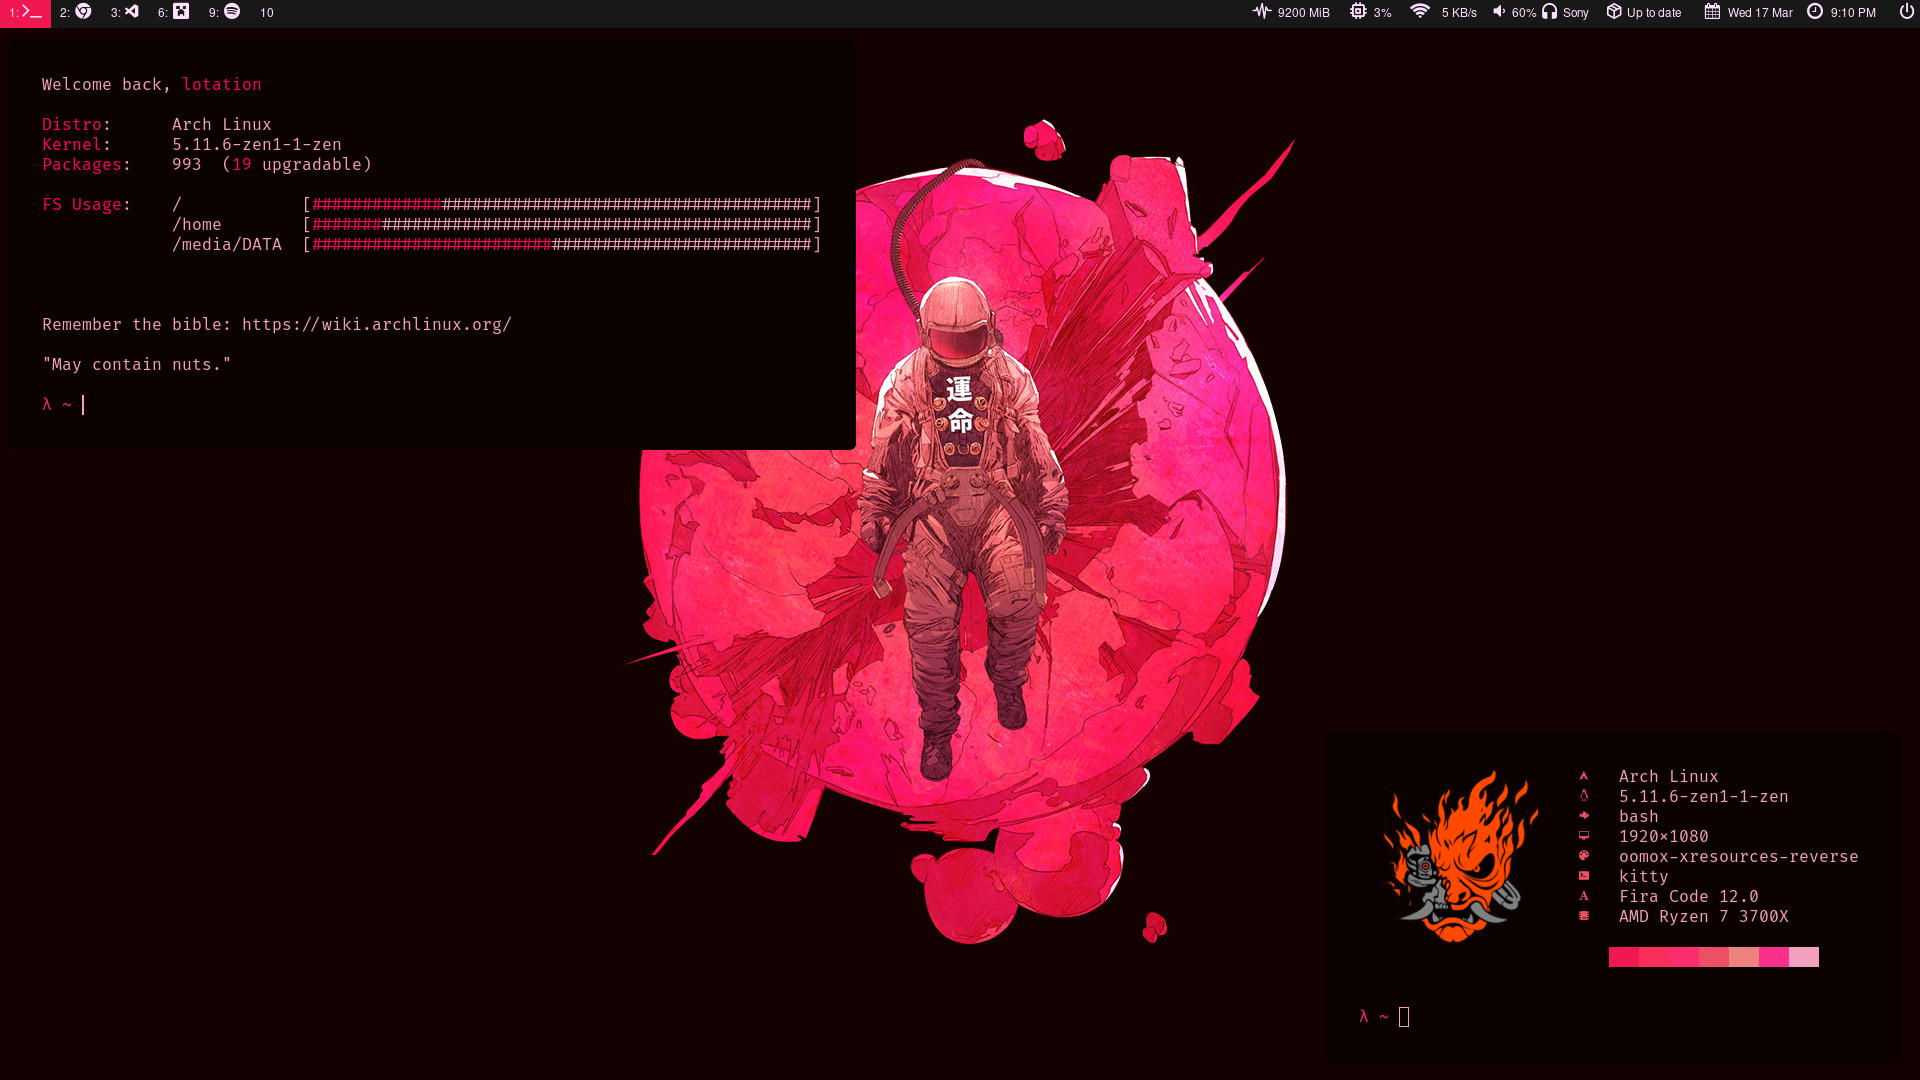 1: 2: 3: 6: 9: 10 9200 MiB 3% 5 KB/s 60% Sony Up to date Wed 17 Mar 9:10 PM
Welcome back, lotation
Distro: Arch Linux
Kernel: 5.11.6-zen1-1-zen
Packages: 993 (19 upgradable)
FS Usage: / [##################################################]
/home [##################################################]
/media/DATA [##################################################]
Remember the bible: https://wiki.archlinux.org/
"May contain nuts."
λ ~
運
命
Arch Linux
5.11.6-zen1-1-zen
bash
1920×1080
oomox-xresources-reverse
kitty
Fira Code 12.0
AMD Ryzen 7 3700X
λ ~